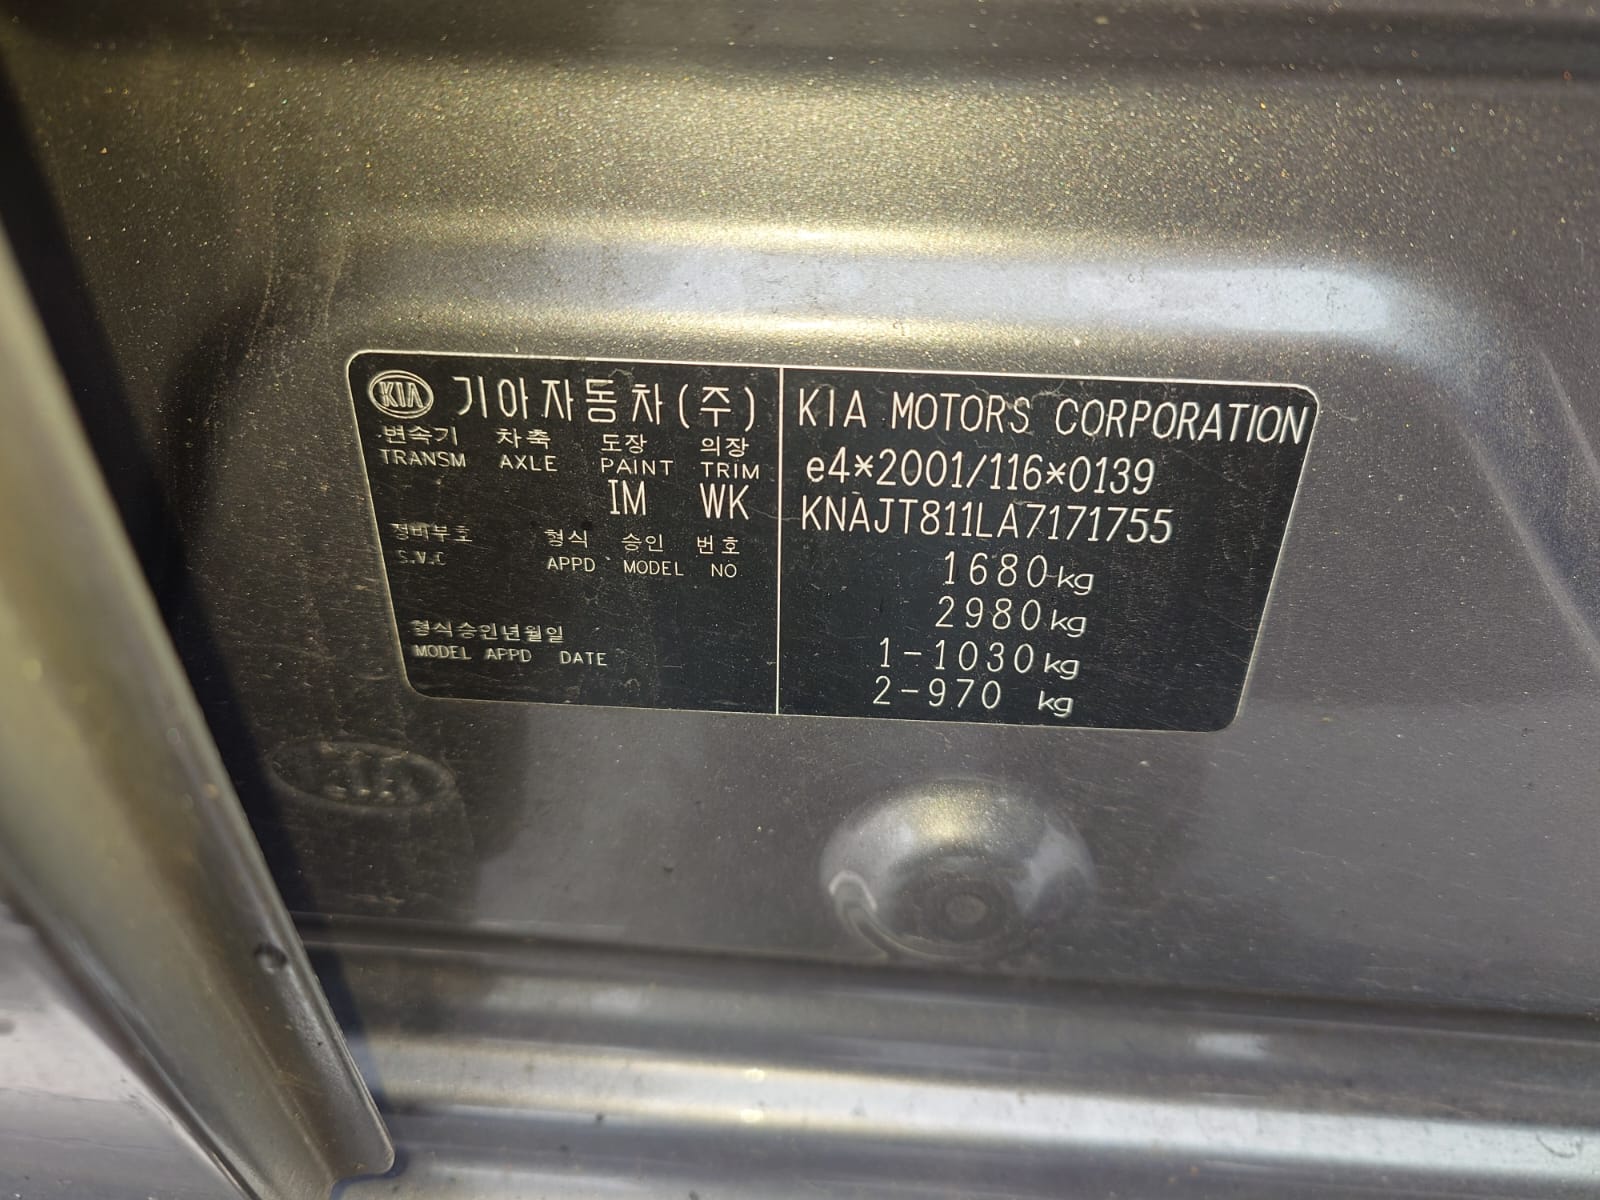 KIA 기아자동차(주)
변속기 차축 도장 의장
TRANSM AXLE PAINT TRIM
IM WK
정비부호 형식 승인 번호
S.V.C APPD MODEL NO
형식승인년월일
MODEL APPD DATE
KIA MOTORS CORPORATION
e4*2001/116*0139
KNAJT811LA7171755
1680kg
2980kg
1-1030kg
2-970 kg